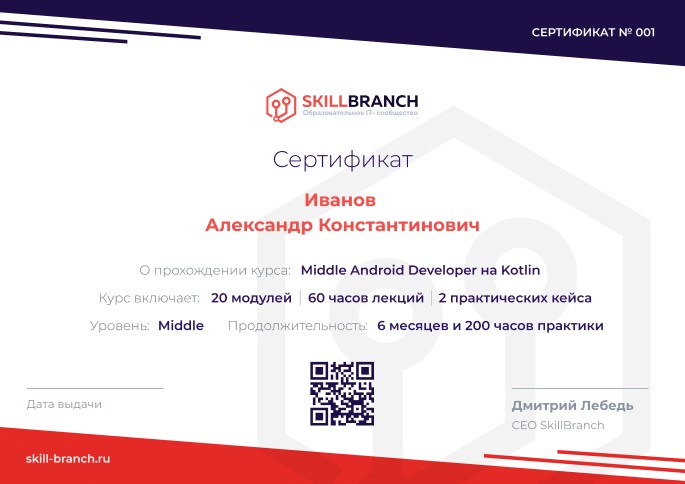 СЕРТИФИКАТ № 001
SKILLBRANCH
Образовательное IT- сообщество
Сертификат
Иванов
Александр Константинович
О прохождении курса: Middle Android Developer на Kotlin
Курс включает: 20 модулей 60 часов лекций 2 практических кейса
Уровень: Middle Продолжительность: 6 месяцев и 200 часов практики
Дата выдачи
Дмитрий Лебедь
CEO SkillBranch
skill-branch.ru